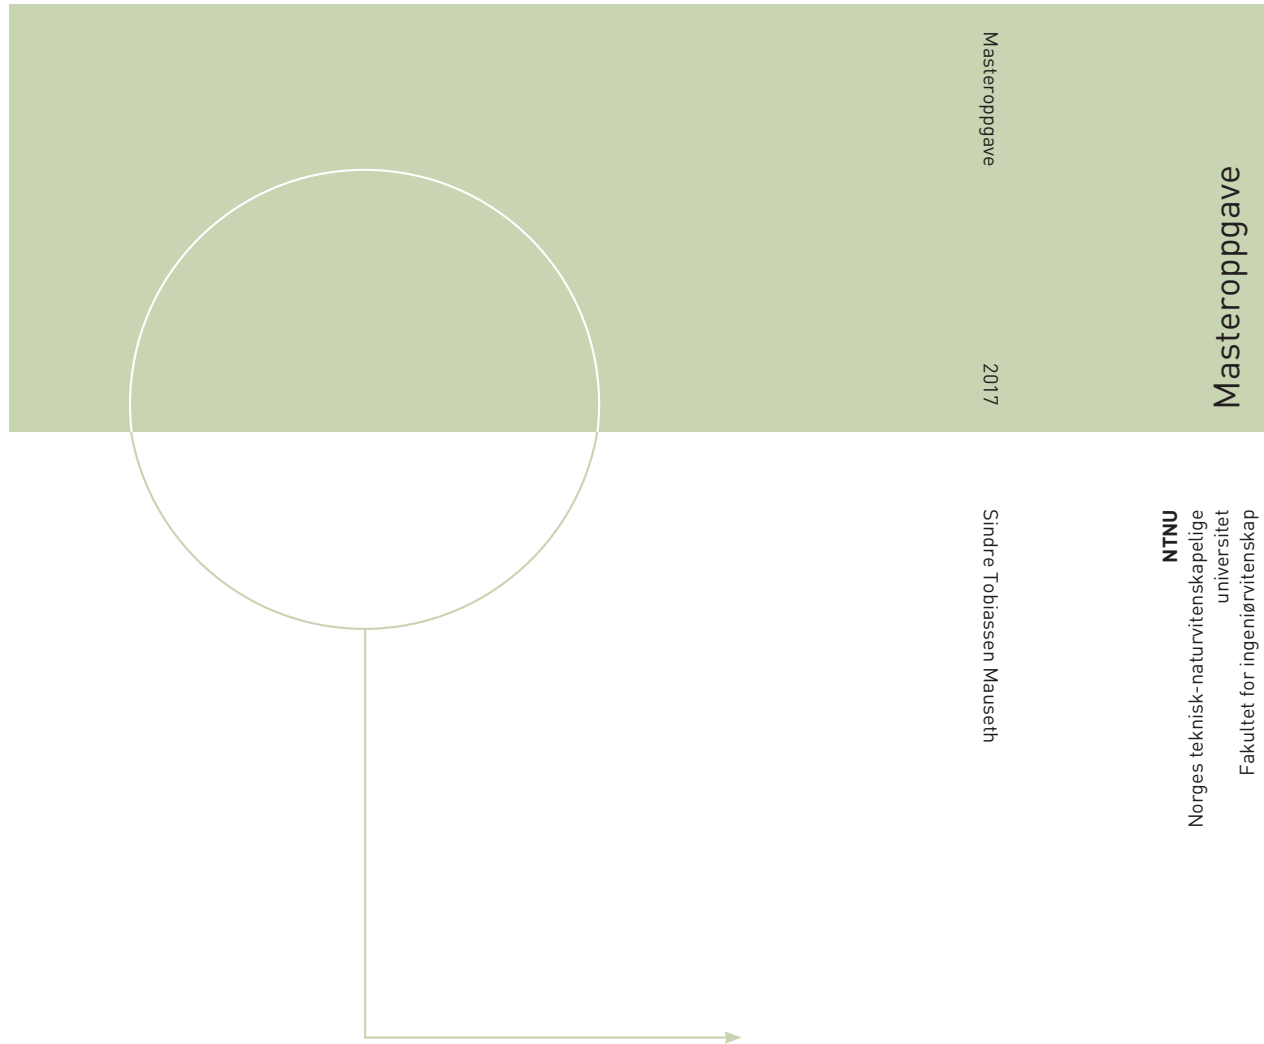 Masteroppgave
2017
Sindre Tobiassen Mauseth
Masteroppgave
NTNU
Norges teknisk-naturvitenskapelige
universitet
Fakultet for ingeniørvitenskap